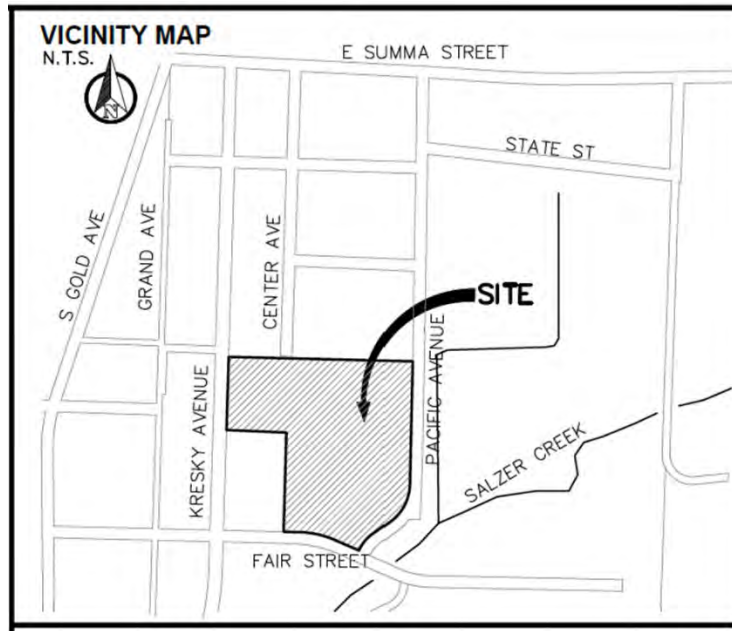 VICINITY MAP
N.T.S.
N
E SUMMA STREET
STATE ST
S GOLD AVE
GRAND AVE
CENTER AVE
SITE
PACIFIC AVENUE
KRESKY AVENUE
SALZER CREEK
FAIR STREET